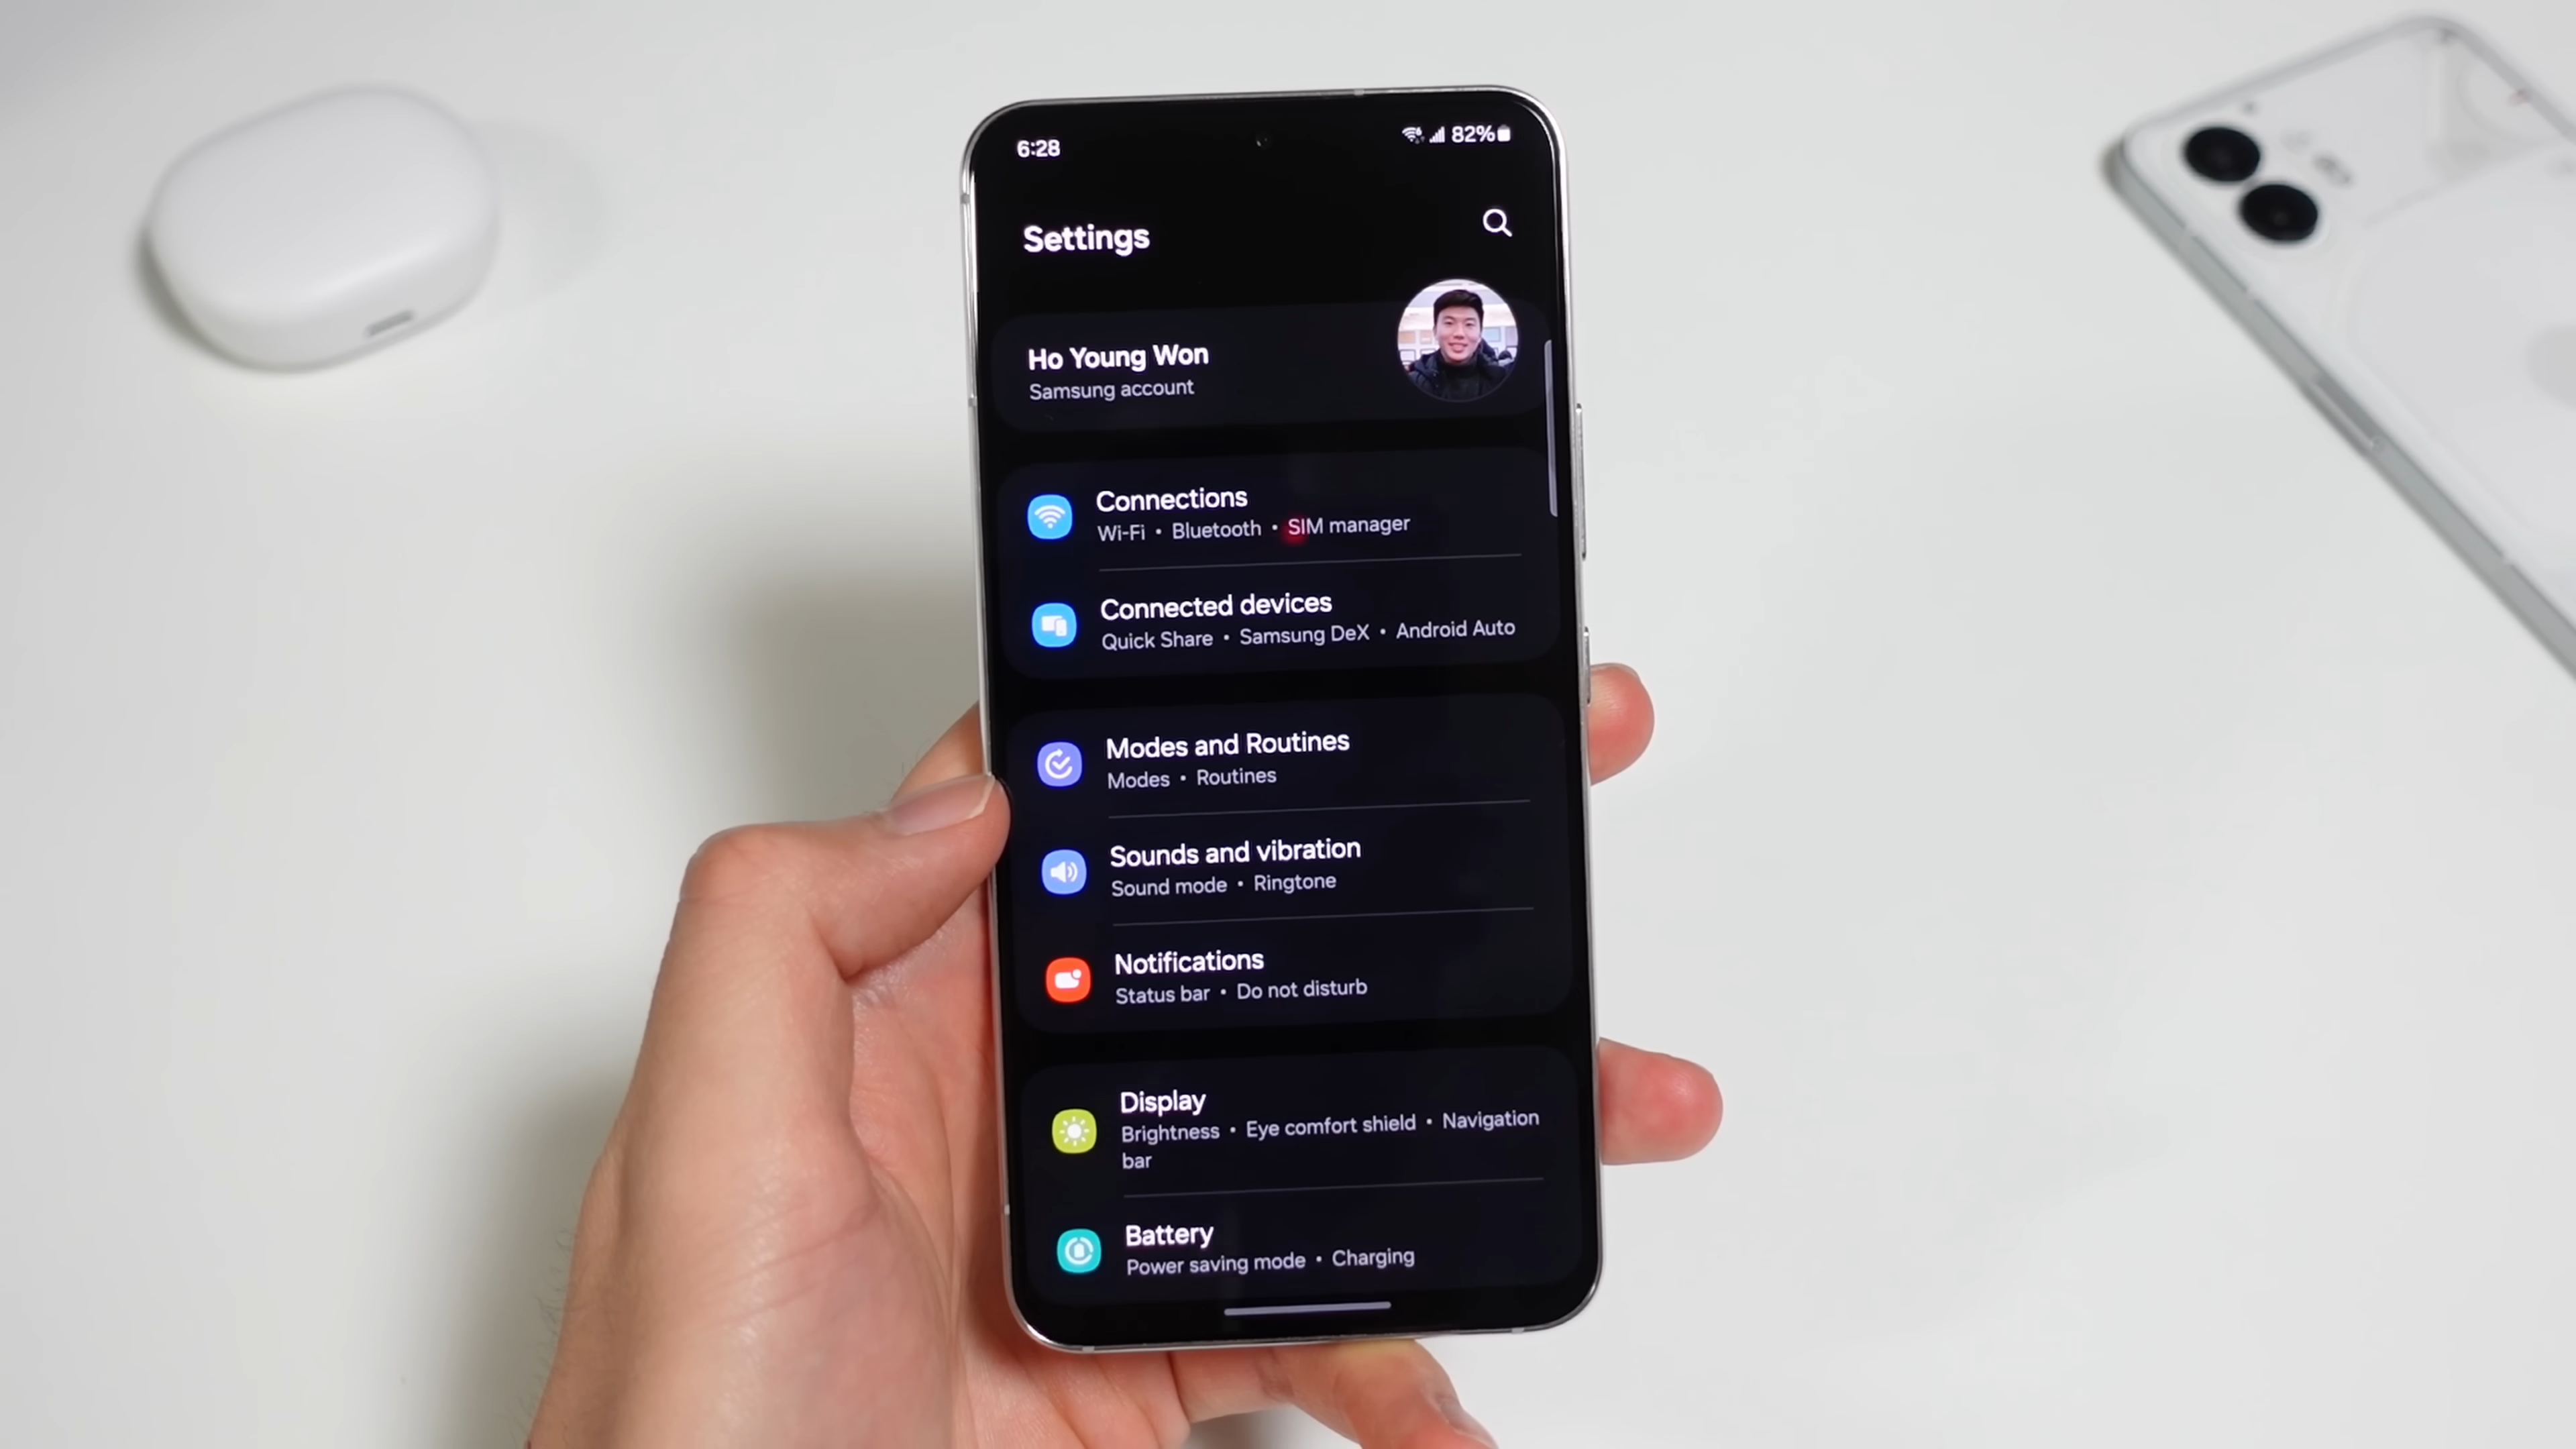 6:28
82%
Settings
Ho Young Won
Samsung account
Connections
Wi-Fi • Bluetooth • SIM manager
Connected devices
Quick Share • Samsung DeX • Android Auto
Modes and Routines
Modes • Routines
Sounds and vibration
Sound mode • Ringtone
Notifications
Status bar • Do not disturb
Display
Brightness • Eye comfort shield • Navigation
bar
Battery
Power saving mode • Charging